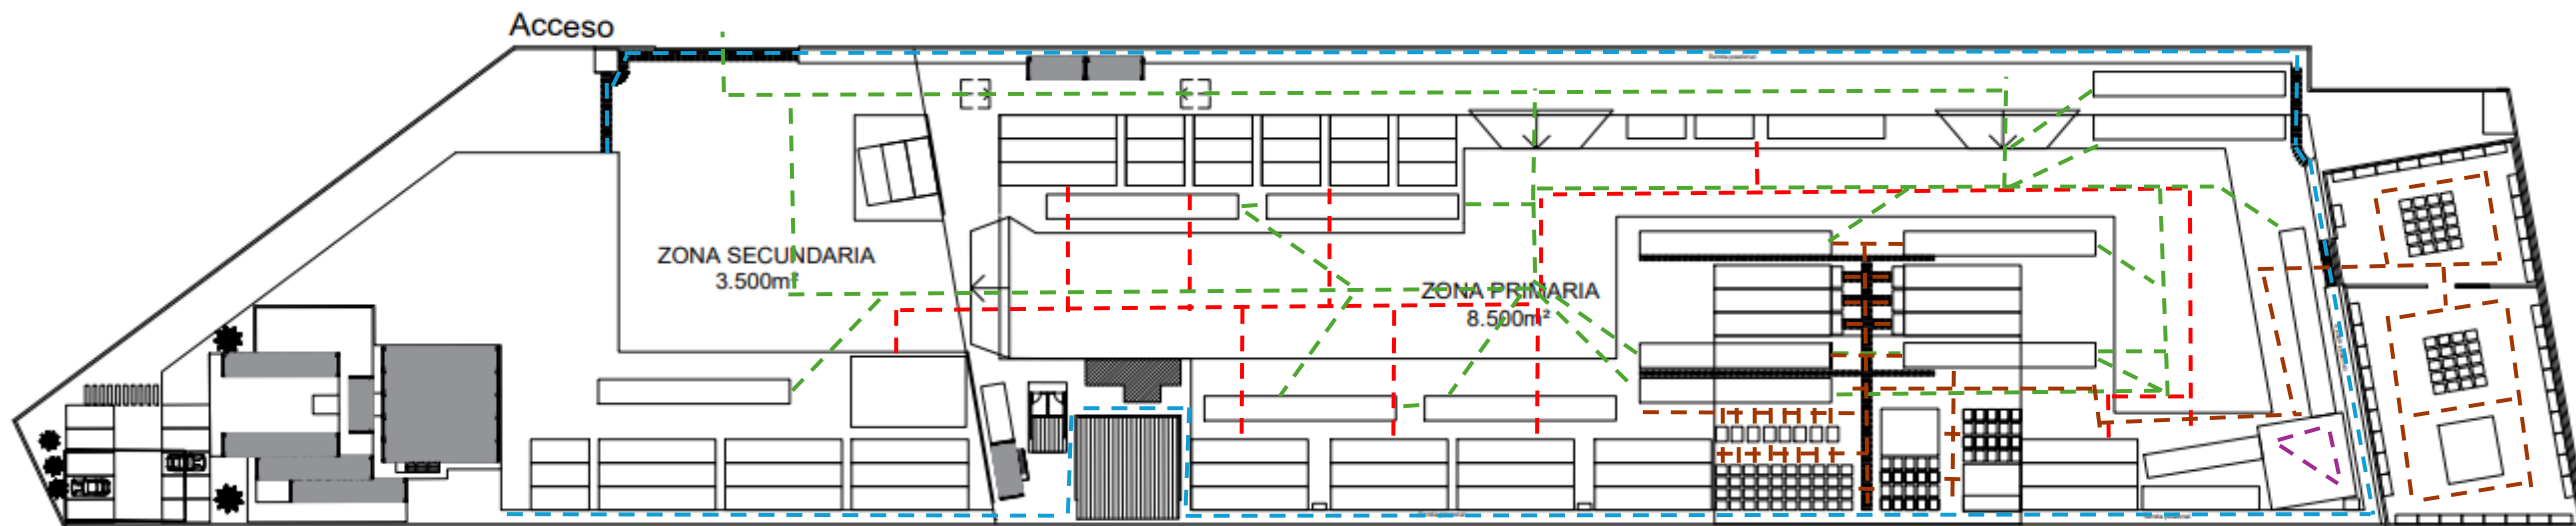 Acceso
ZONA SECUNDARIA
3.500m²
ZONA PRIMARIA
8.500m²